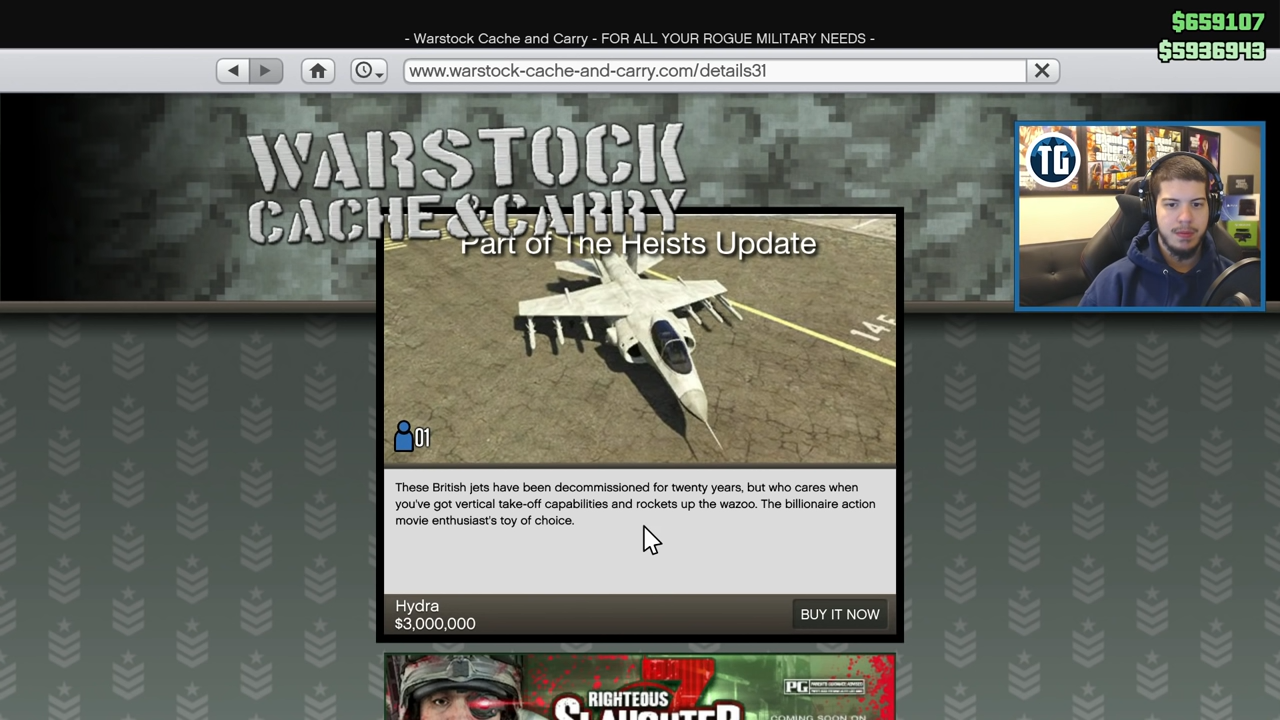 $659107
- Warstock Cache and Carry - FOR ALL YOUR ROGUE MILITARY NEEDS -
$5936943
www.warstock-cache-and-carry.com/details31
WARSTOCK
CACHE & CARRY
TG
Part of The Heists Update
01
These British jets have been decommissioned for twenty years, but who cares when
you've got vertical take-off capabilities and rockets up the wazoo. The billionaire action
movie enthusiast's toy of choice.
Hydra
$3,000,000
BUY IT NOW
RIGHTEOUS
SLAUGHTER
7
PG
COMING SOON ON